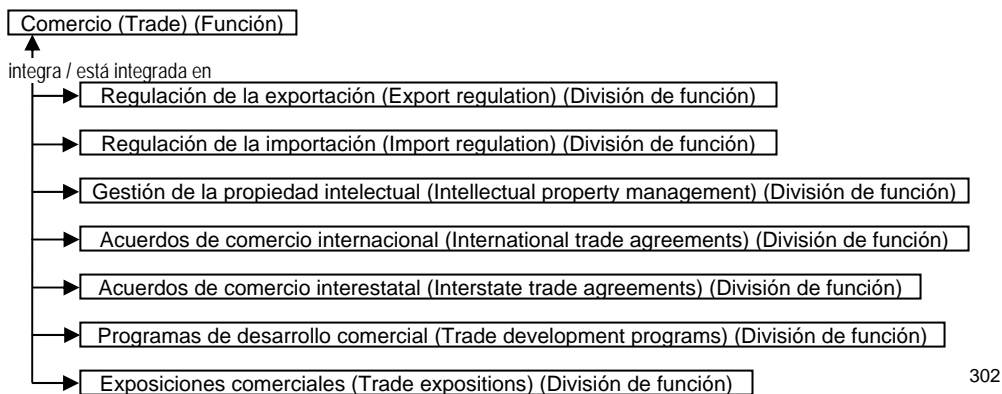 Comercio (Trade) (Función)
integra / está integrada en
Regulación de la exportación (Export regulation) (División de función)
Regulación de la importación (Import regulation) (División de función)
Gestión de la propiedad intelectual (Intellectual property management) (División de función)
Acuerdos de comercio internacional (International trade agreements) (División de función)
Acuerdos de comercio interestatal (Interstate trade agreements) (División de función)
Programas de desarrollo comercial (Trade development programs) (División de función)
Exposiciones comerciales (Trade expositions) (División de función)
302